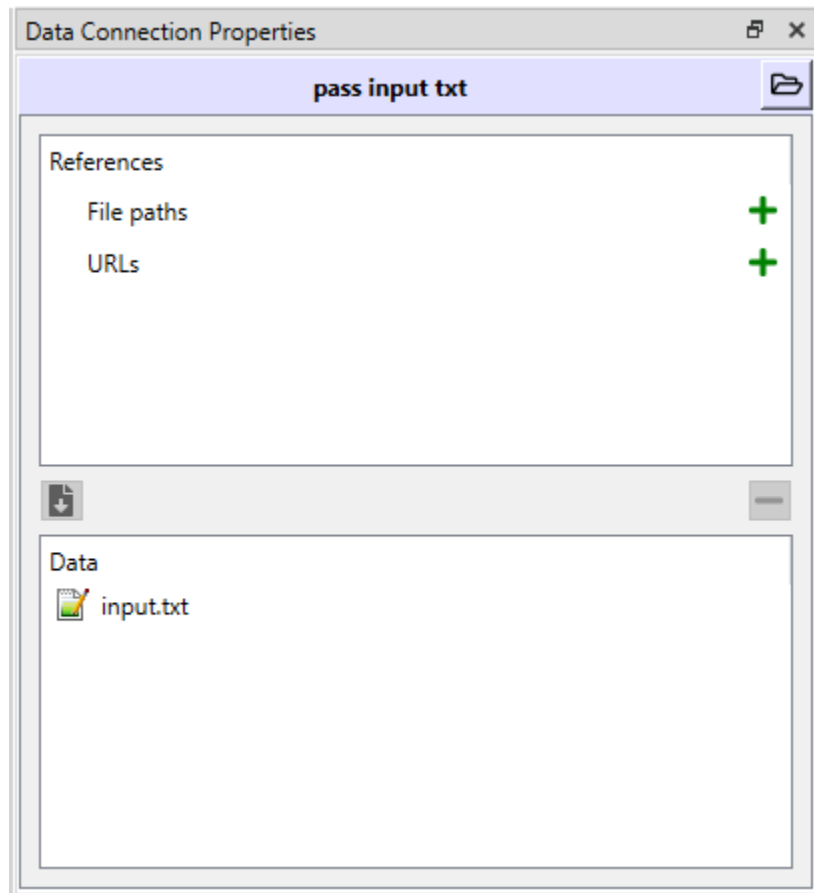 Data Connection Properties
pass input txt
References
File paths
URLs
Data
input.txt